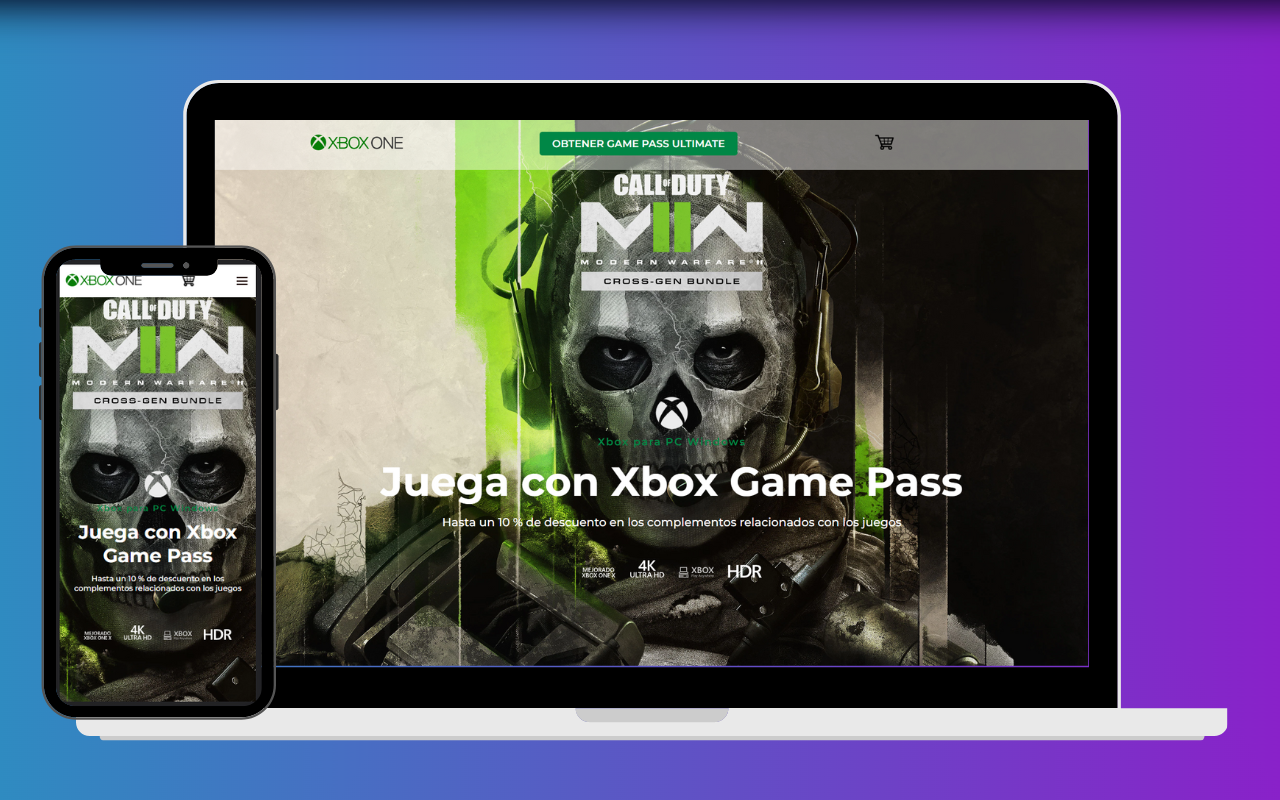 XBOX ONE
OBTENER GAME PASS ULTIMATE
CALL OF DUTY
MIIW
MODERN WARFARE II
CROSS-GEN BUNDLE
Xbox para PC Windows
Juega con Xbox Game Pass
Hasta un 10 % de descuento en los complementos relacionados con los juegos
MEJORADO
XBOX ONE X
4K
ULTRA HD
XBOX
Play Anywhere
HDR
XBOX ONE
CALL OF DUTY
MIIW
MODERN WARFARE II
CROSS-GEN BUNDLE
Xbox para PC Windows
Juega con Xbox
Game Pass
Hasta un 10 % de descuento en los
complementos relacionados con los juegos
MEJORADO
XBOX ONE X
4K
ULTRA HD
XBOX
HDR